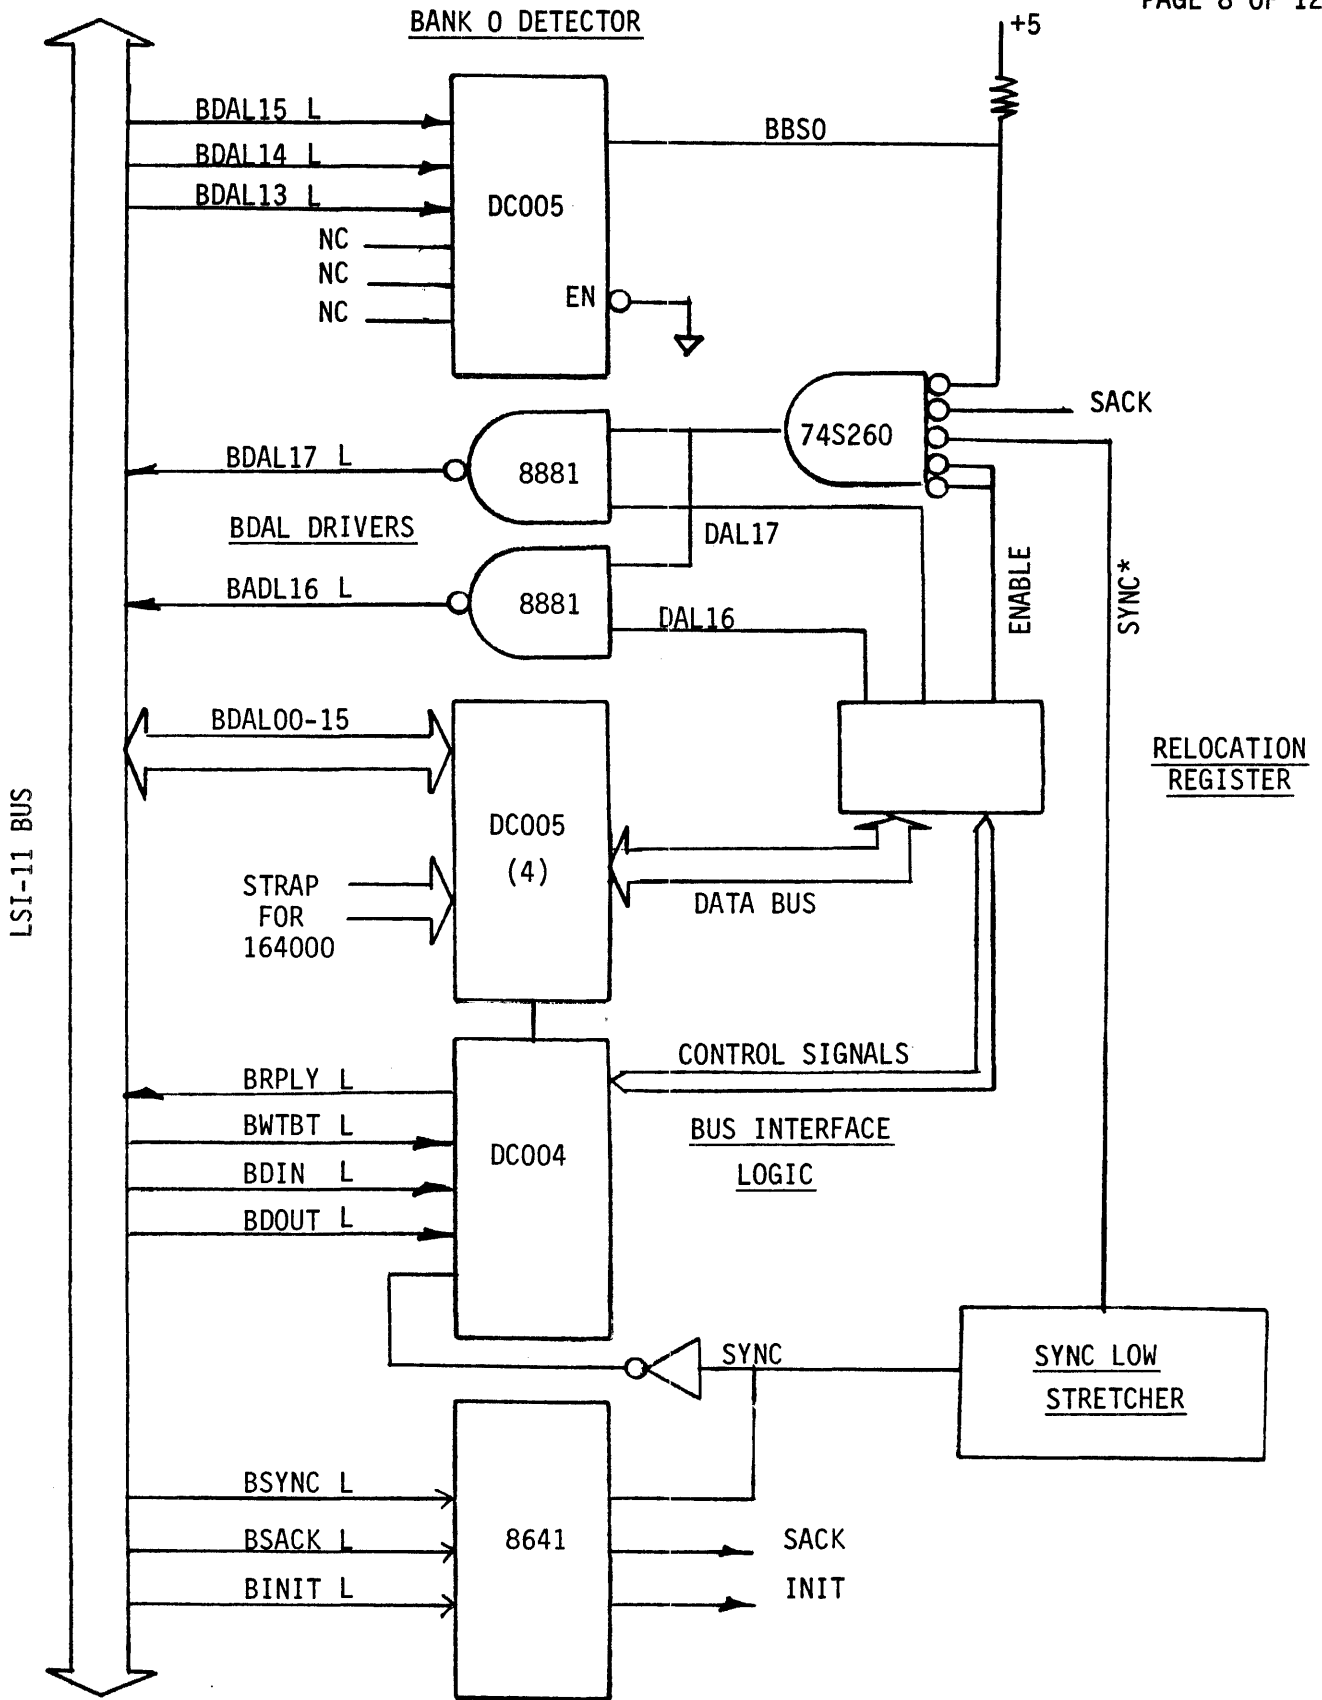 PAGE 8 OF 12
BANK 0 DETECTOR
+5
BDAL15 L
BBS0
BDAL14 L
BDAL13 L
DC005
NC
NC
NC
EN
SACK
74S260
BDAL17 L
8881
BDAL DRIVERS
DAL17
BADL16 L
8881
DAL16
ENABLE
SYNC*
BDAL00-15
RELOCATION
REGISTER
LSI-11 BUS
DC005
(4)
STRAP
FOR
164000
DATA BUS
CONTROL SIGNALS
BRPLY L
BWTBT L
BUS INTERFACE
LOGIC
DC004
BDIN L
BDOUT L
SYNC
SYNC LOW
STRETCHER
BSYNC L
BSACK L
8641
SACK
BINIT L
INIT